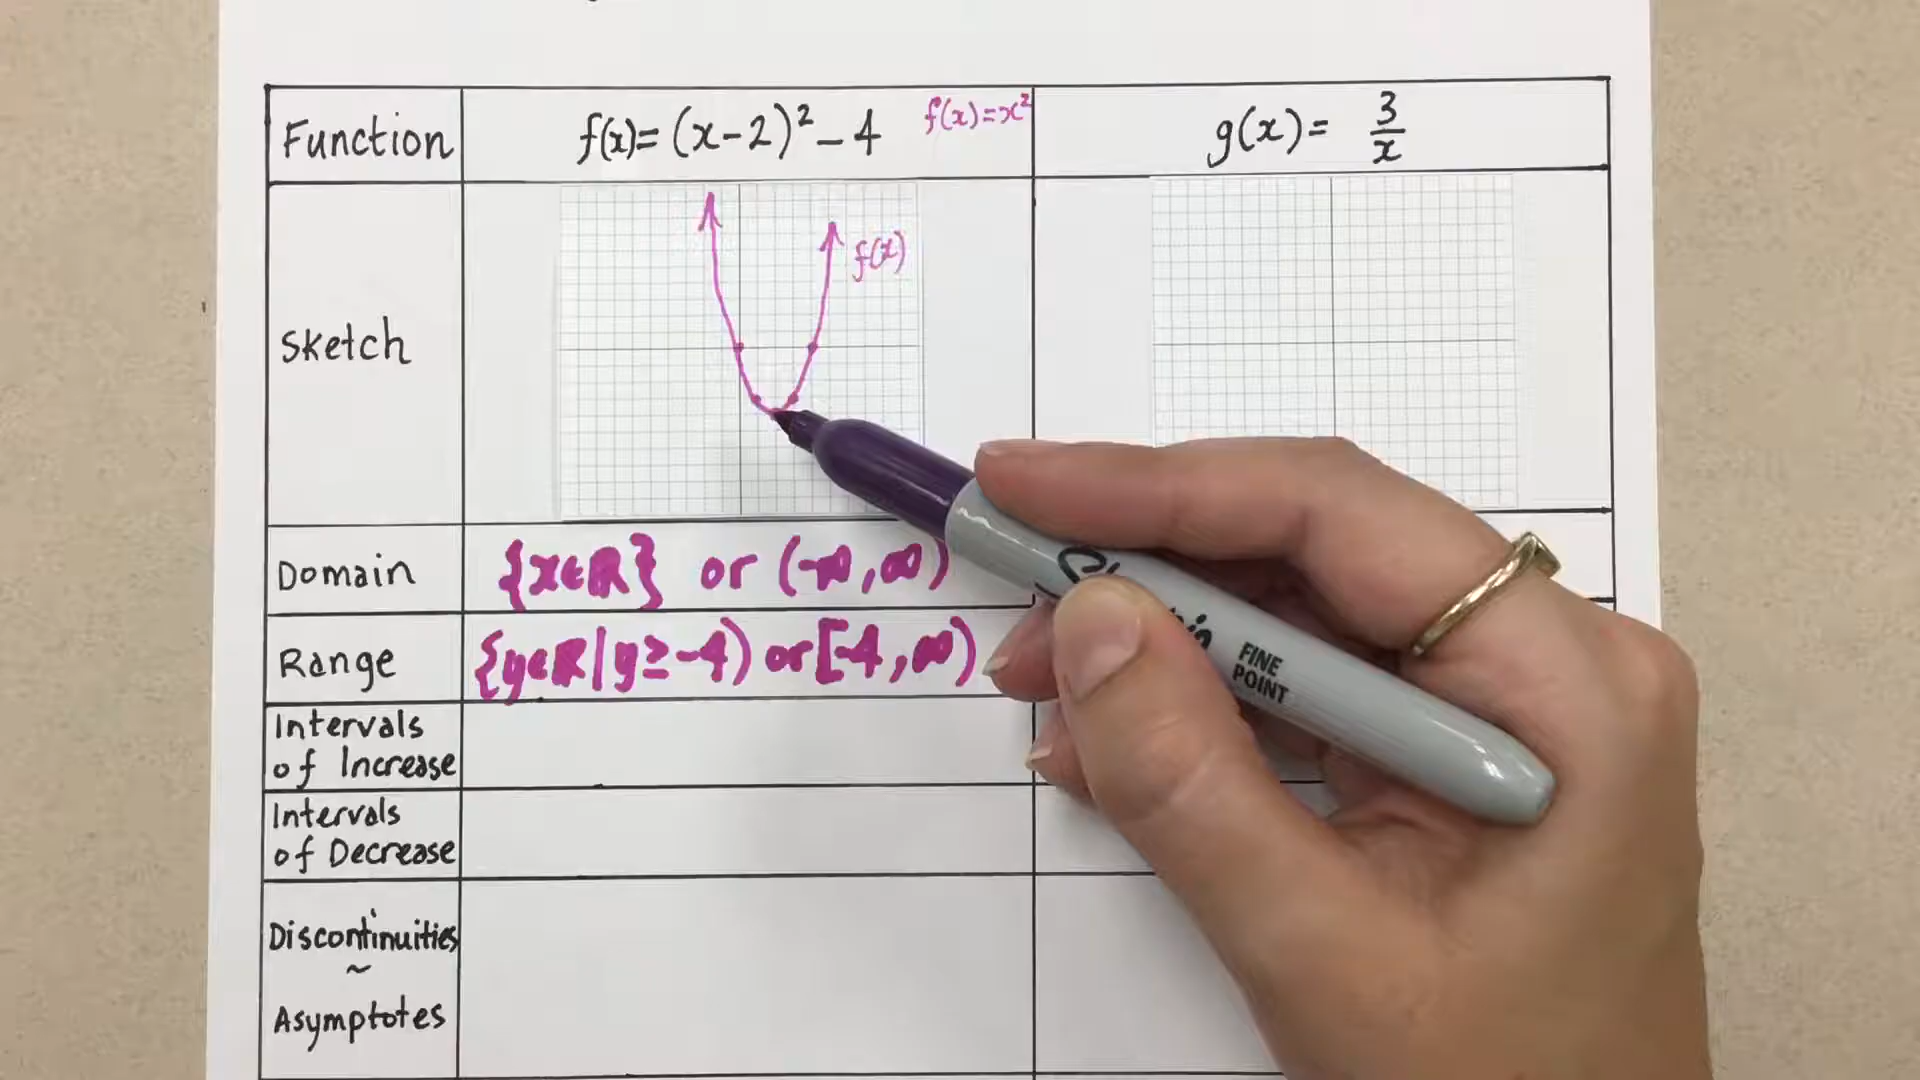 Function
f(x)= (x-2)² - 4
f(x)=x²
g(x)= 3/x
Sketch
f(x)
Domain
{x∈ℝ} or (-∞,∞)
Range
{y∈ℝ|y≥-4) or [-4,∞)
Intervals
of Increase
Intervals
of Decrease
Discontinuities
~
Asymptotes
FINE
POINT